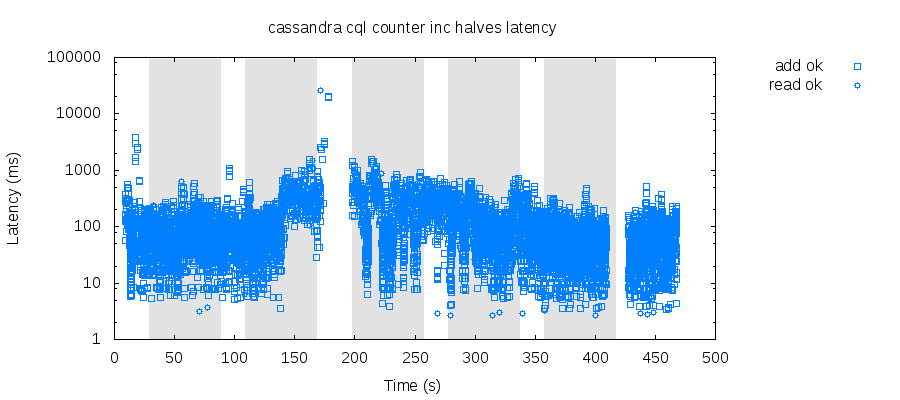 cassandra cql counter inc halves latency
add ok
read ok
Latency (ms)
100000
10000
1000
100
10
1
0 50 100 150 200 250 300 350 400 450 500
Time (s)